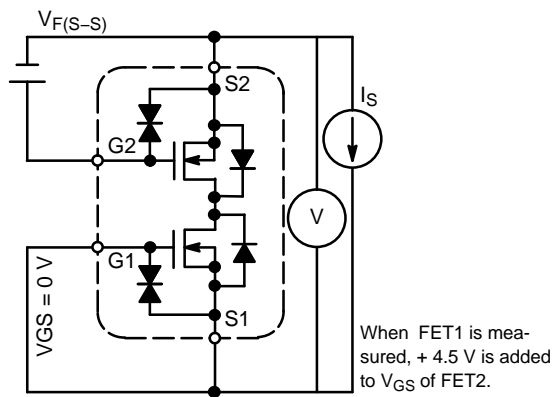 VF(S−S)
S2
IS
G2
V
G1
VGS = 0 V
S1
When FET1 is mea-
sured, + 4.5 V is added
to VGS of FET2.